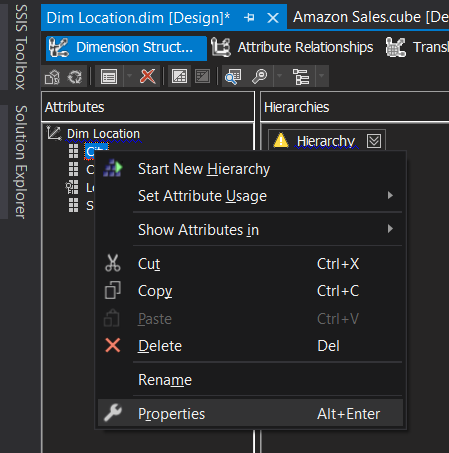 SSIS Toolbox
Solution Explorer
Dim Location.dim [Design]*
Amazon Sales.cube [De
Dimension Struct...
Attribute Relationships
Transl
Attributes
Hierarchies
Dim Location
Hierarchy
Start New Hierarchy
Set Attribute Usage
Show Attributes in
Cut Ctrl+X
Copy Ctrl+C
Paste Ctrl+V
Delete Del
Rename
Properties Alt+Enter